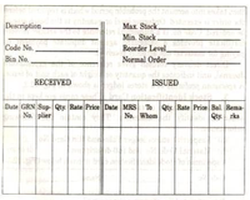 Description
Code No.
Bin No.
Max. Stock
Min. Stock
Reorder Level
Normal Order
RECEIVED
ISSUED
Date GRN No. Sup-plier Qty. Rate Price Date MRS No. To Whom Qty. Rate Price Bal. Qty. Rema-rks